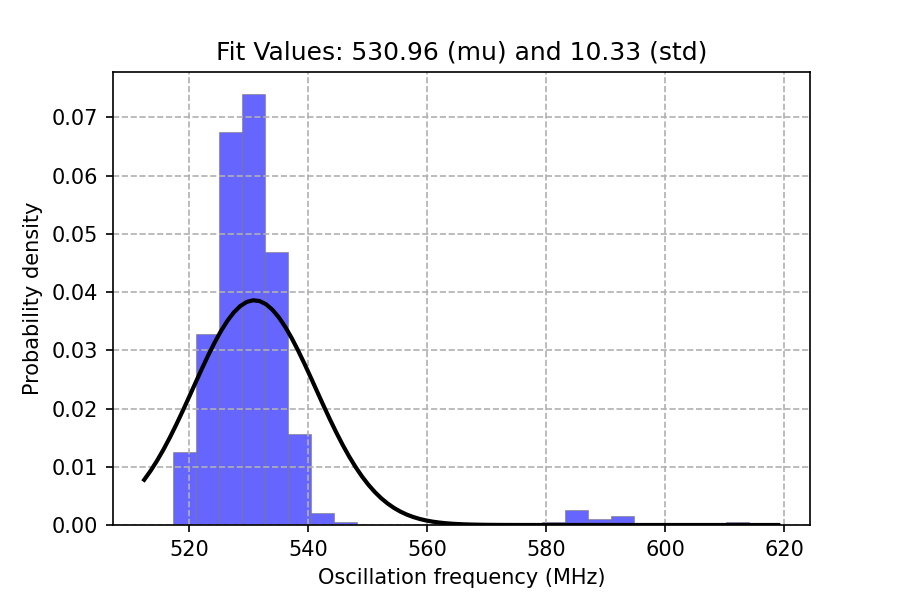 Fit Values: 530.96 (mu) and 10.33 (std)
Probability density
0.07
0.06
0.05
0.04
0.03
0.02
0.01
0.00
520 540 560 580 600 620
Oscillation frequency (MHz)